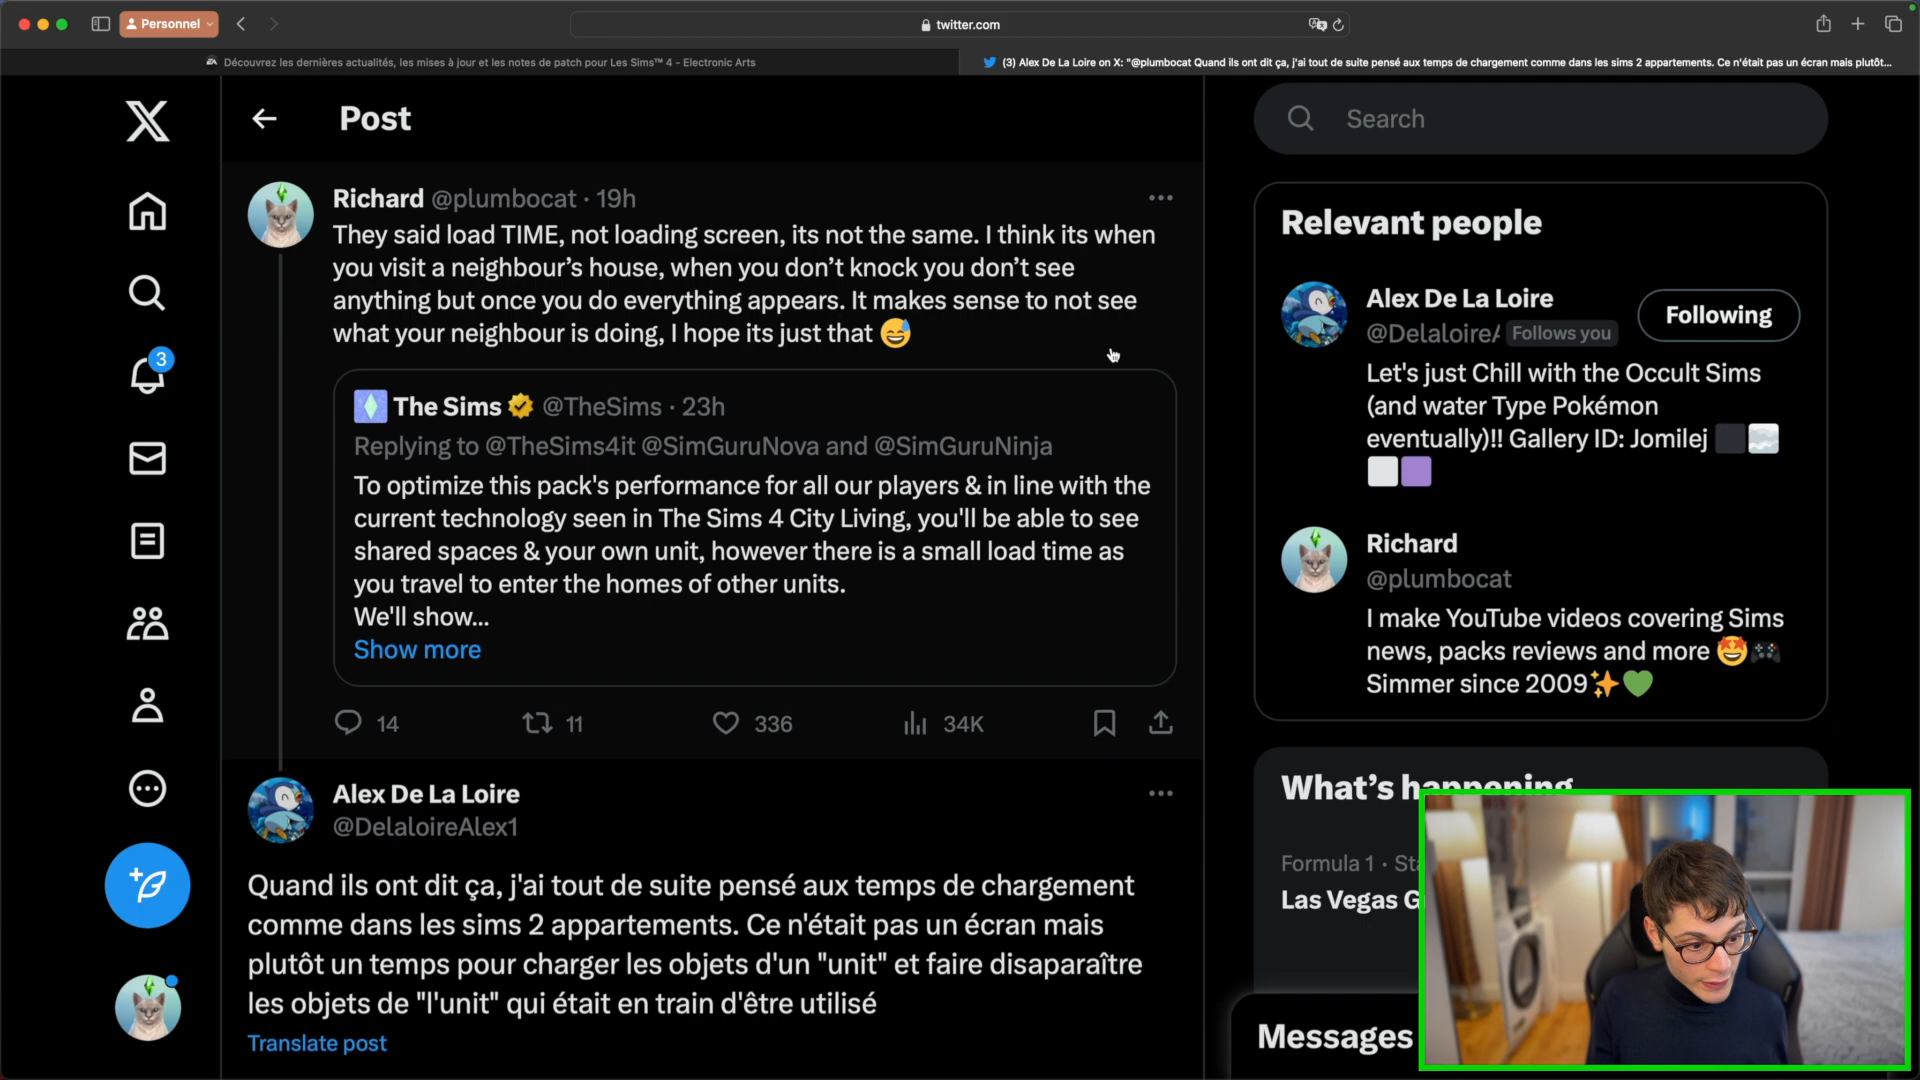 Personnel
twitter.com
Découvrez les dernières actualités, les mises à jour et les notes de patch pour Les Sims™ 4 - Electronic Arts
(3) Alex De La Loire on X: "@plumbocat Quand ils ont dit ça, j'ai tout de suite pensé aux temps de chargement comme dans les sims 2 appartements. Ce n'était pas un écran mais plutôt...
Post
Richard @plumbocat · 19h
They said load TIME, not loading screen, its not the same. I think its when
you visit a neighbour's house, when you don't knock you don't see
anything but once you do everything appears. It makes sense to not see
what your neighbour is doing, I hope its just that 😅
The Sims @TheSims · 23h
Replying to @TheSims4it @SimGuruNova and @SimGuruNinja
To optimize this pack's performance for all our players & in line with the
current technology seen in The Sims 4 City Living, you'll be able to see
shared spaces & your own unit, however there is a small load time as
you travel to enter the homes of other units.
We'll show...
Show more
14 11 336 34K
Alex De La Loire
@DelaloireAlex1
Quand ils ont dit ça, j'ai tout de suite pensé aux temps de chargement
comme dans les sims 2 appartements. Ce n'était pas un écran mais
plutôt un temps pour charger les objets d'un "unit" et faire disparaître
les objets de "l'unit" qui était en train d'être utilisé
Translate post
3
Search
Relevant people
Alex De La Loire
@Delaloire Follows you
Following
Let's just Chill with the Occult Sims
(and water Type Pokémon
eventually)!! Gallery ID: Jomilej
Richard
@plumbocat
I make YouTube videos covering Sims
news, packs reviews and more 🤩🎮
Simmer since 2009✨💚
What's happening
Formula 1 ·
Las Vegas
Messages